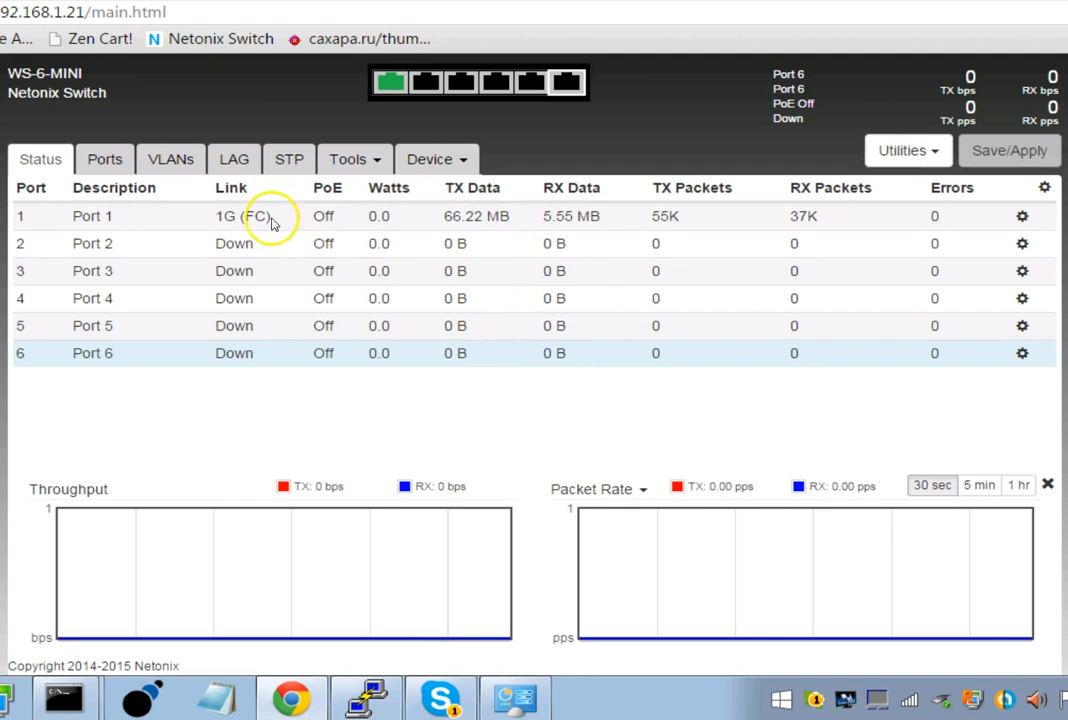 92.168.1.21/main.html
e A... Zen Cart! N Netonix Switch caxapa.ru/thum...
WS-6-MINI
Netonix Switch
Port 6
Port 6
PoE Off
Down
0 0
TX bps RX bps
0 0
TX pps RX pps
Status Ports VLANs LAG STP Tools Device Utilities Save/Apply
Port Description Link PoE Watts TX Data RX Data TX Packets RX Packets Errors
1 Port 1 1G (FC) Off 0.0 66.22 MB 5.55 MB 55K 37K 0
2 Port 2 Down Off 0.0 0 B 0 B 0 0 0
3 Port 3 Down Off 0.0 0 B 0 B 0 0 0
4 Port 4 Down Off 0.0 0 B 0 B 0 0 0
5 Port 5 Down Off 0.0 0 B 0 B 0 0 0
6 Port 6 Down Off 0.0 0 B 0 B 0 0 0
Throughput TX: 0 bps RX: 0 bps
Packet Rate TX: 0.00 pps RX: 0.00 pps 30 sec 5 min 1 hr
1
bps
1
pps
Copyright 2014-2015 Netonix